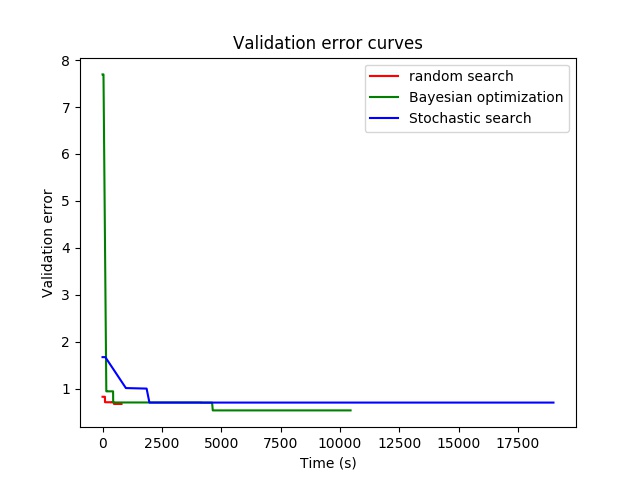 Validation error curves
random search
Bayesian optimization
Stochastic search
8
7
6
5
4
3
2
1
Validation error
0 2500 5000 7500 10000 12500 15000 17500
Time (s)